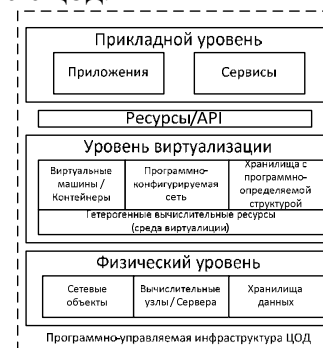 Прикладной уровень
Приложения
Сервисы
Ресурсы/API
Уровень виртуализации
Виртуальные
машины /
Контейнеры
Программно-
конфигурируемая
сеть
Хранилища с
программно-
определяемой
структурой
Гетерогенные вычислительные ресурсы
(среда виртуалиции)
Физический уровень
Сетевые
объекты
Вычислительные
узлы / Сервера
Хранилища
данных
Программно-управляемая инфраструктура ЦОД